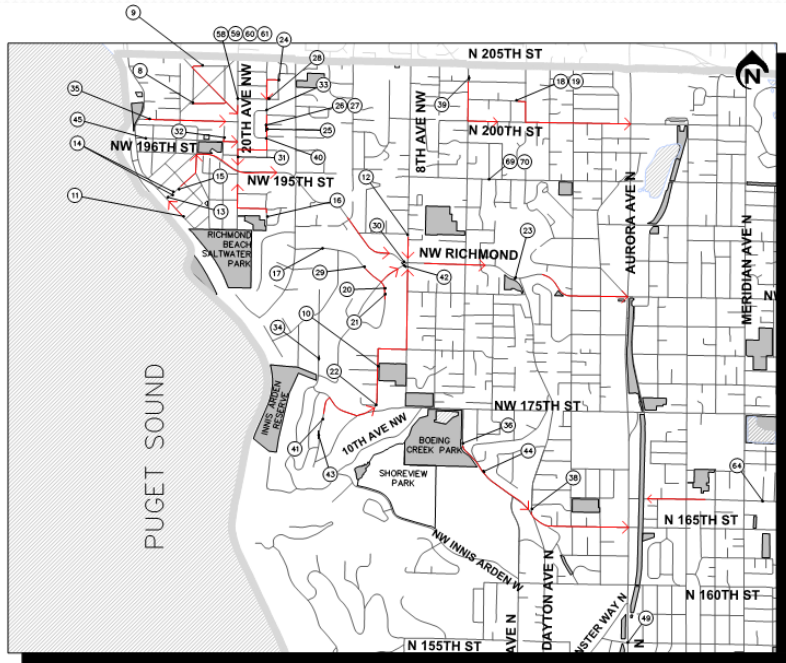 9
58 59 60 61 24
N 205TH ST
8
28
35
20TH AVE NW
33
39
18 19
26 27
45
32
25
N 200TH ST
8TH AVE NW
NW 196TH ST
40
14
31
69 70
15
NW 195TH ST
12
11
13
16
30
AURORA AVE N
MERIDIAN AVE N
RICHMOND
BEACH
SALTWATER
PARK
NW RICHMOND
23
17
29
42
NW
20
21
10
34
22
PUGET SOUND
INNIS ARDEN
RESERVE
NW 175TH ST
10TH AVE NW
36
41
BOEING
CREEK PARK
43
44
SHOREVIEW
PARK
38
64
N 165TH ST
NW INNIS ARDEN W
DAYTON AVE N
N 160TH ST
AVE N
NSTER WAY N
49
N
N 155TH ST